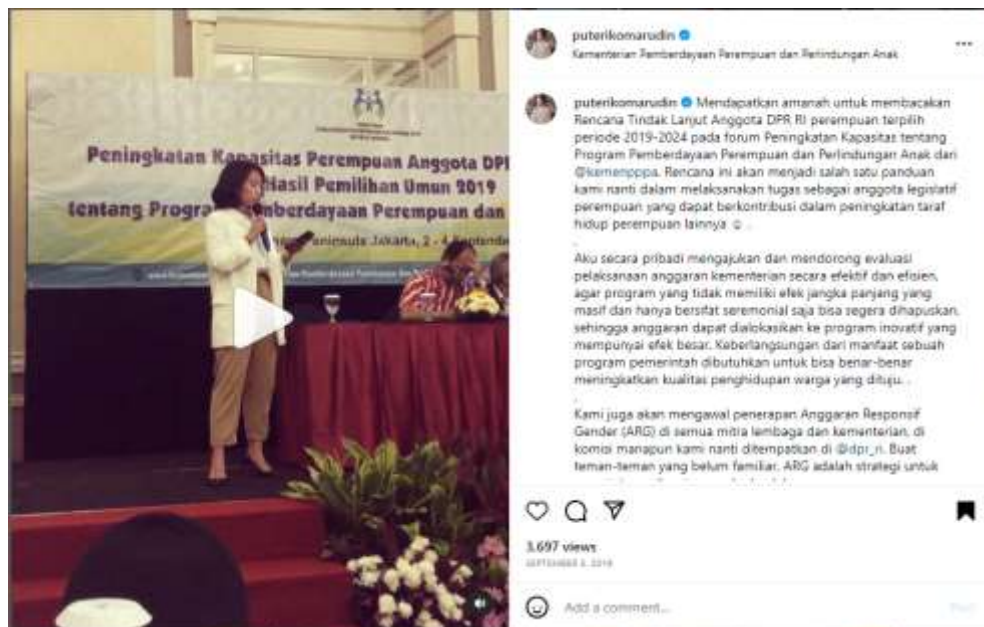 Peningkatan Kapasitas Perempuan Anggota DP
Hasil Pemilihan Umun 2019
tentang Progra emberdayaan Perempuan dan
Peninsula Jakarta, 2 - 4 Septemb
puterikomarudin
Kementerian Pemberdayaan Perempuan dan Perlindungan Anak
puterikomarudin Mendapatkan amanah untuk membacakan
Rencana Tindak Lanjut Anggota DPR RI perempuan terpilih
periode 2019-2024 pada forum Peningkatan Kapasitas tentang
Program Pemberdayaan Perempuan dan Perlindungan Anak dari
@kemenpppa. Rencana ini akan menjadi salah satu panduan
kami nanti dalam melaksanakan tugas sebagai anggota legislatif
perempuan yang dapat berkontribusi dalam peningkatan taraf
hidup perempuan lainnya ☺ .
.
Aku secara pribadi mengajukan dan mendorong evaluasi
pelaksanaan anggaran kementerian secara efektif dan efisien,
agar program yang tidak memiliki efek jangka panjang yang
masif dan hanya bersifat seremonial saja bisa segera dihapuskan,
sehingga anggaran dapat dialokasikan ke program inovatif yang
mempunyai efek besar. Keberlangsungan dari manfaat sebuah
program pemerintah dibutuhkan untuk bisa benar-benar
meningkatkan kualitas penghidupan warga yang dituju. .
.
Kami juga akan mengawal penerapan Anggaran Responsif
Gender (ARG) di semua mitra lembaga dan kementerian, di
komisi manapun kami nanti ditempatkan di @dpr_ri. Buat
teman-teman yang belum familiar, ARG adalah strategi untuk
3.697 views
SEPTEMBER 5, 2019
Add a comment...
Post